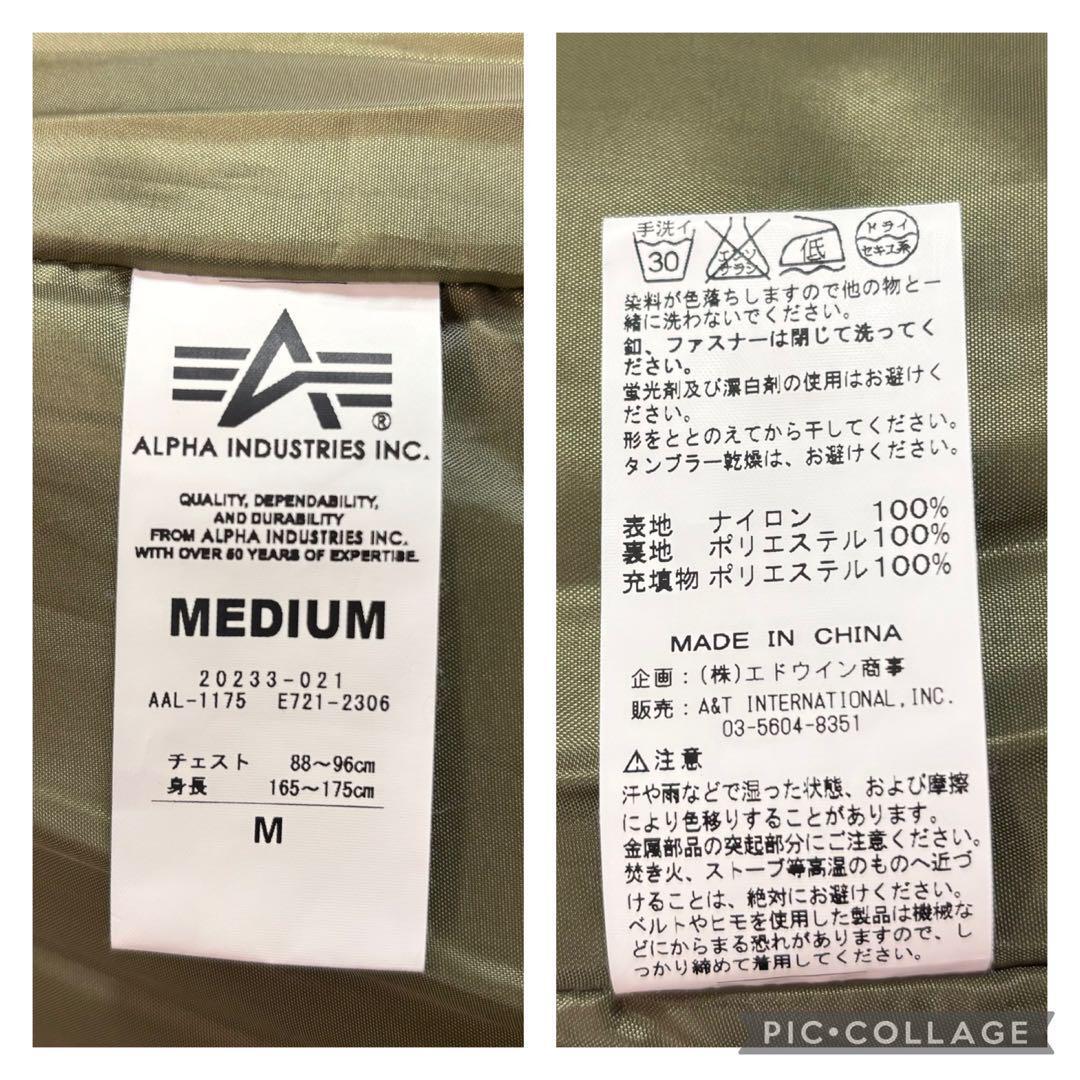 ALPHA INDUSTRIES INC.
QUALITY, DEPENDABILITY,
AND DURABILITY
FROM ALPHA INDUSTRIES INC.
WITH OVER 50 YEARS OF EXPERTISE.
MEDIUM
20233-021
AAL-1175 E721-2306
チェスト 88～96cm
身長 165～175cm
M
手洗イ
30
エンソ
サラシ
低
ドライ
セキユ系
染料が色落ちしますので他の物と一
緒に洗わないでください。
釦、ファスナーは閉じて洗ってく
ださい。
蛍光剤及び漂白剤の使用はお避けく
ださい。
形をととのえてから干してください。
タンブラー乾燥は、お避けください。
表地 ナイロン 100%
裏地 ポリエステル 100%
充填物 ポリエステル 100%
MADE IN CHINA
企画：(株)エドウイン商事
販売：A&T INTERNATIONAL,INC.
03-5604-8351
⚠注意
汗や雨などで湿った状態、および摩擦
により色移りすることがあります。
金属部品の突起部分にご注意ください。
焚き火、ストーブ等高温のものへ近づ
けることは、絶対にお避けください。
ベルトやヒモを使用した製品は機械な
どにからまる恐れがありますので、し
っかり締めて着用してください。
PIC•COLLAGE